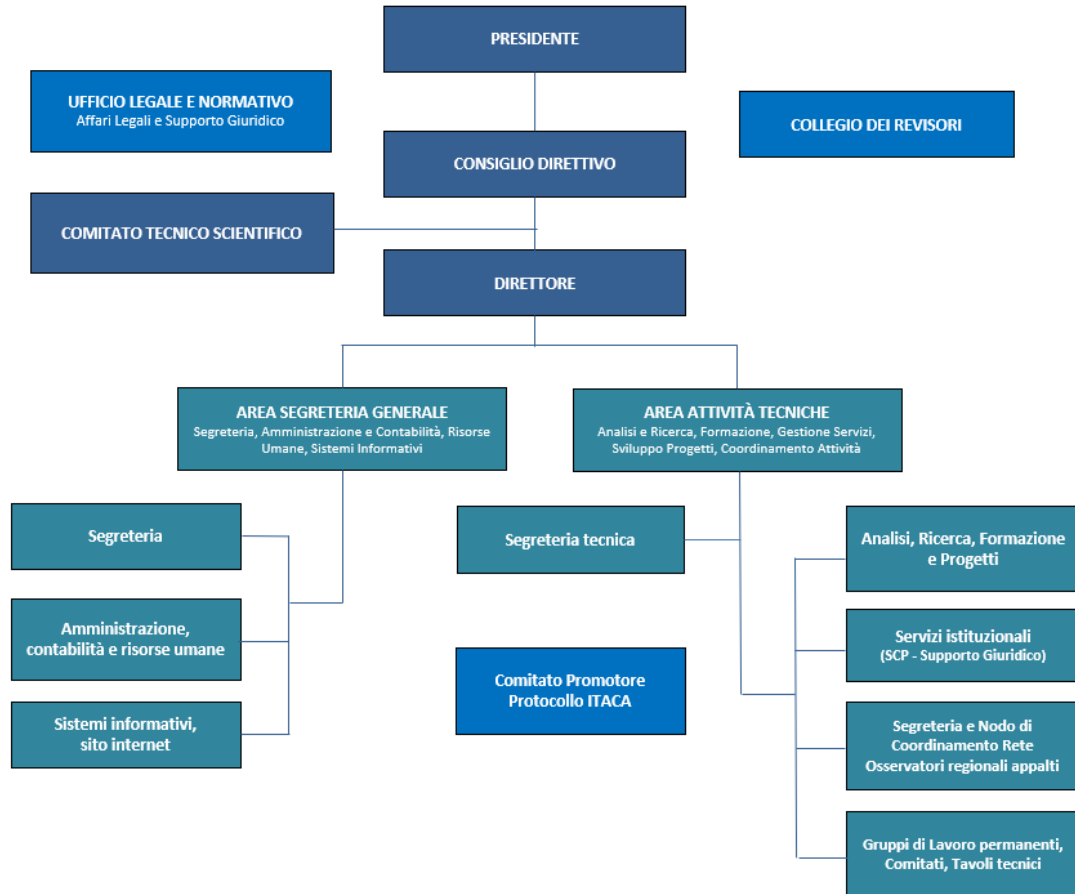 PRESIDENTE
UFFICIO LEGALE E NORMATIVO
Affari Legali e Supporto Giuridico
COLLEGIO DEI REVISORI
CONSIGLIO DIRETTIVO
COMITATO TECNICO SCIENTIFICO
DIRETTORE
AREA SEGRETERIA GENERALE
Segreteria, Amministrazione e Contabilità, Risorse
Umane, Sistemi Informativi
AREA ATTIVITÀ TECNICHE
Analisi e Ricerca, Formazione, Gestione Servizi,
Sviluppo Progetti, Coordinamento Attività
Segreteria
Amministrazione,
contabilità e risorse umane
Sistemi informativi,
sito internet
Segreteria tecnica
Comitato Promotore
Protocollo ITACA
Analisi, Ricerca, Formazione
e Progetti
Servizi istituzionali
(SCP - Supporto Giuridico)
Segreteria e Nodo di
Coordinamento Rete
Osservatori regionali appalti
Gruppi di Lavoro permanenti,
Comitati, Tavoli tecnici